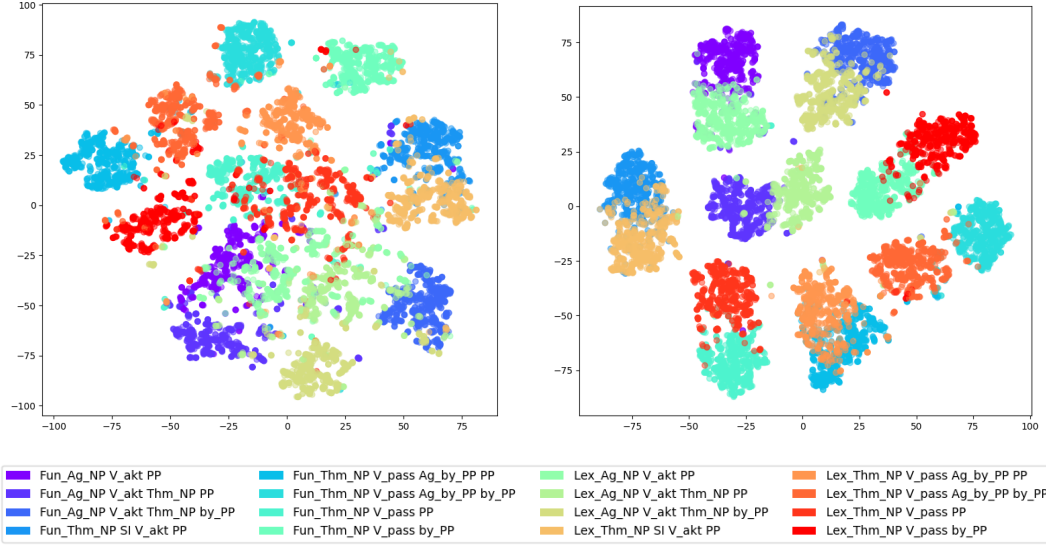 100
75
50
25
0
−25
−50
−75
−100
−100 −75 −50 −25 0 25 50 75
75
50
25
0
−25
−50
−75
−75 −50 −25 0 25 50 75 100
Fun_Ag_NP V_akt PP
Fun_Ag_NP V_akt Thm_NP PP
Fun_Ag_NP V_akt Thm_NP by_PP
Fun_Thm_NP SI V_akt PP
Fun_Thm_NP V_pass Ag_by_PP PP
Fun_Thm_NP V_pass Ag_by_PP by_PP
Fun_Thm_NP V_pass PP
Fun_Thm_NP V_pass by_PP
Lex_Ag_NP V_akt PP
Lex_Ag_NP V_akt Thm_NP PP
Lex_Ag_NP V_akt Thm_NP by_PP
Lex_Thm_NP SI V_akt PP
Lex_Thm_NP V_pass Ag_by_PP PP
Lex_Thm_NP V_pass Ag_by_PP by_PP
Lex_Thm_NP V_pass PP
Lex_Thm_NP V_pass by_PP